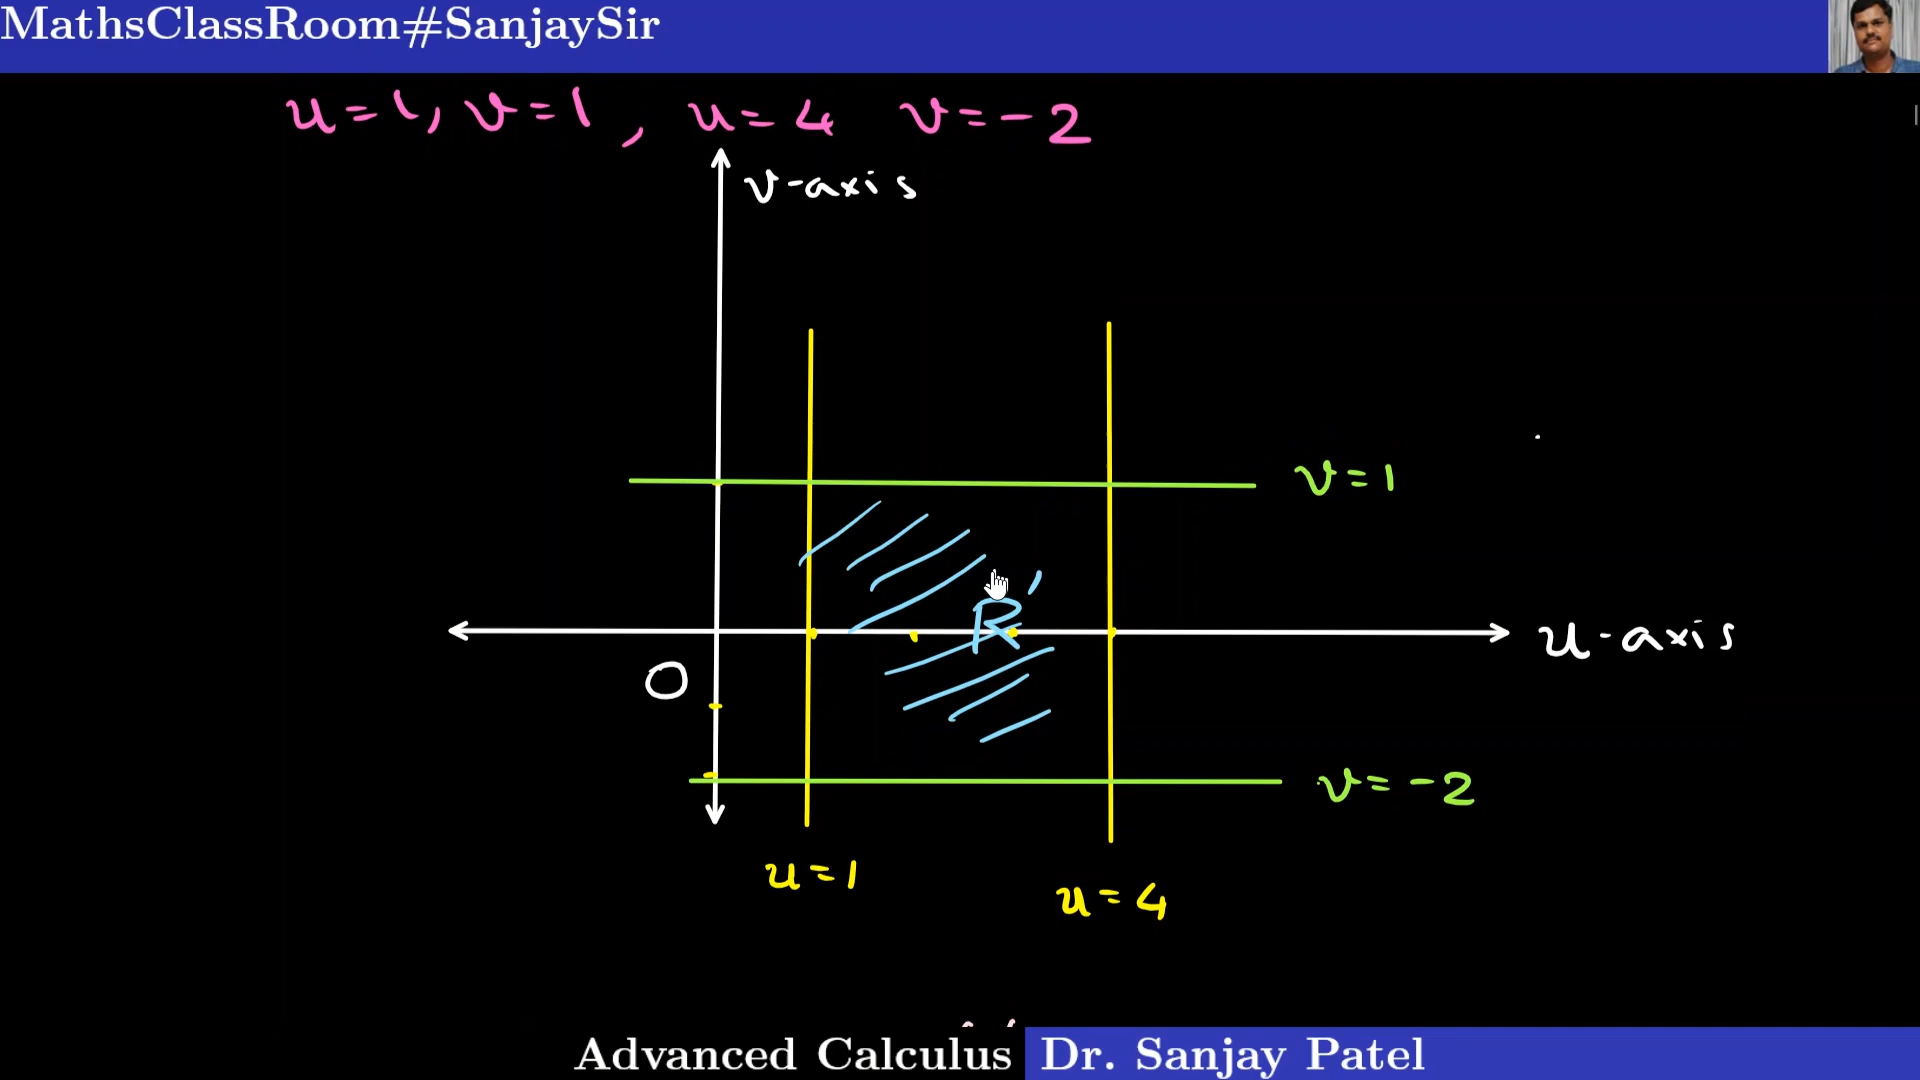 MathsClassRoom#SanjaySir
u=1, v=1, u=4 v=-2
v-axis
v=1
R'
u-axis
O
v=-2
u=1
u=4
Advanced Calculus Dr. Sanjay Patel